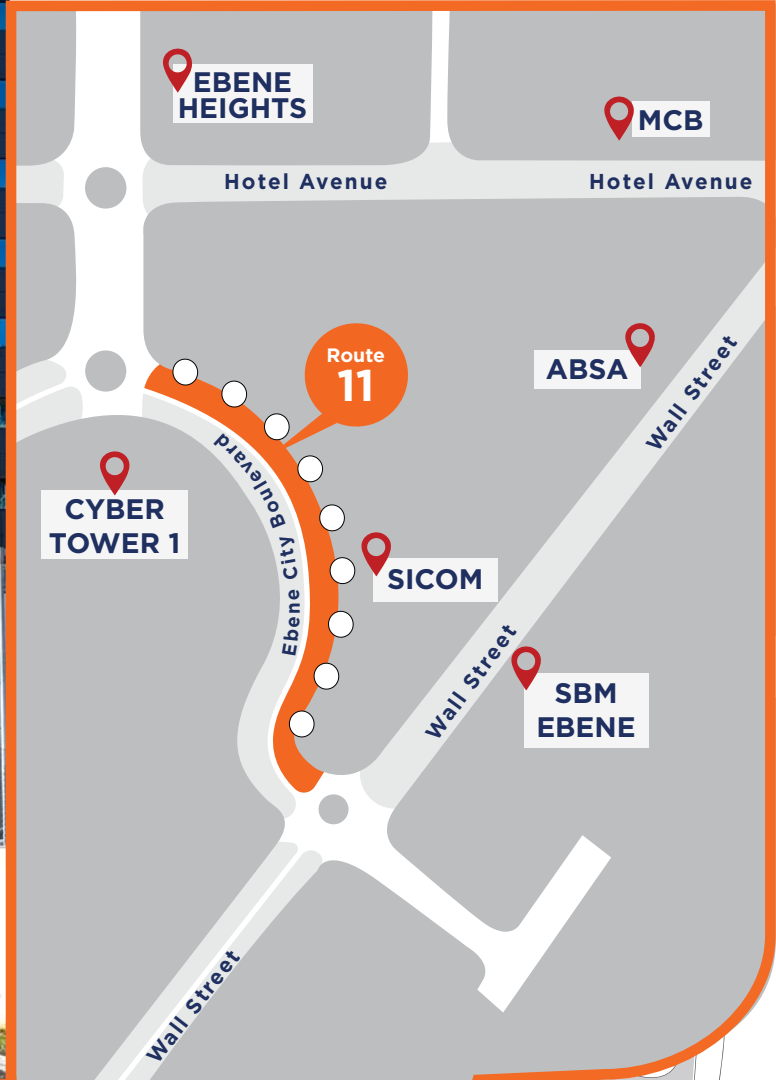 EBENE
HEIGHTS
MCB
Hotel Avenue
Hotel Avenue
Route
11
ABSA
Wall Street
Ebene City Boulevard
CYBER
TOWER 1
SICOM
Wall Street
SBM
EBENE
Wall Street